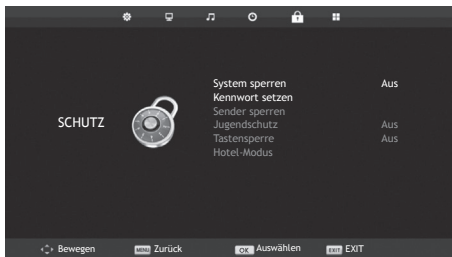 System sperren Aus
Kennwort setzen
Sender sperren
SCHUTZ
Jugendschutz Aus
Tastensperre Aus
Hotel-Modus
Bewegen MENU Zurück OK Auswählen EXIT EXIT